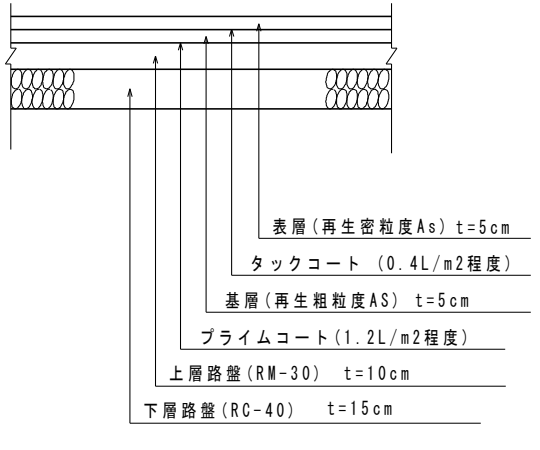 表層(再生密粒度As) t=5cm
タックコート (0.4L/m2程度)
基層(再生粗粒度AS) t=5cm
プライムコート(1.2L/m2程度)
上層路盤(RM-30) t=10cm
下層路盤(RC-40) t=15cm